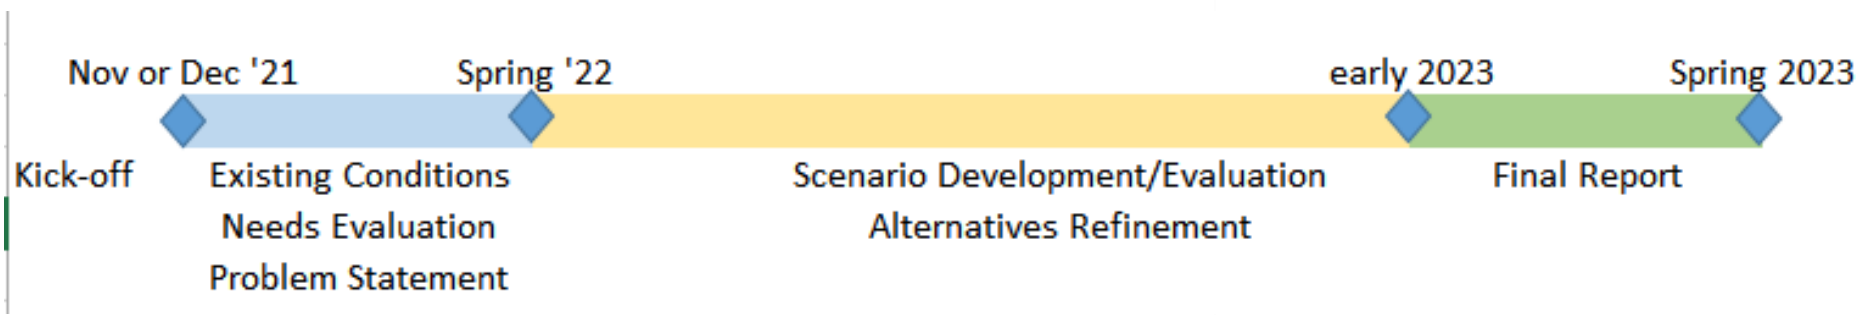 Nov or Dec '21 Spring '22 early 2023 Spring 2023
Kick-off Existing Conditions Scenario Development/Evaluation Final Report
Needs Evaluation Alternatives Refinement
Problem Statement